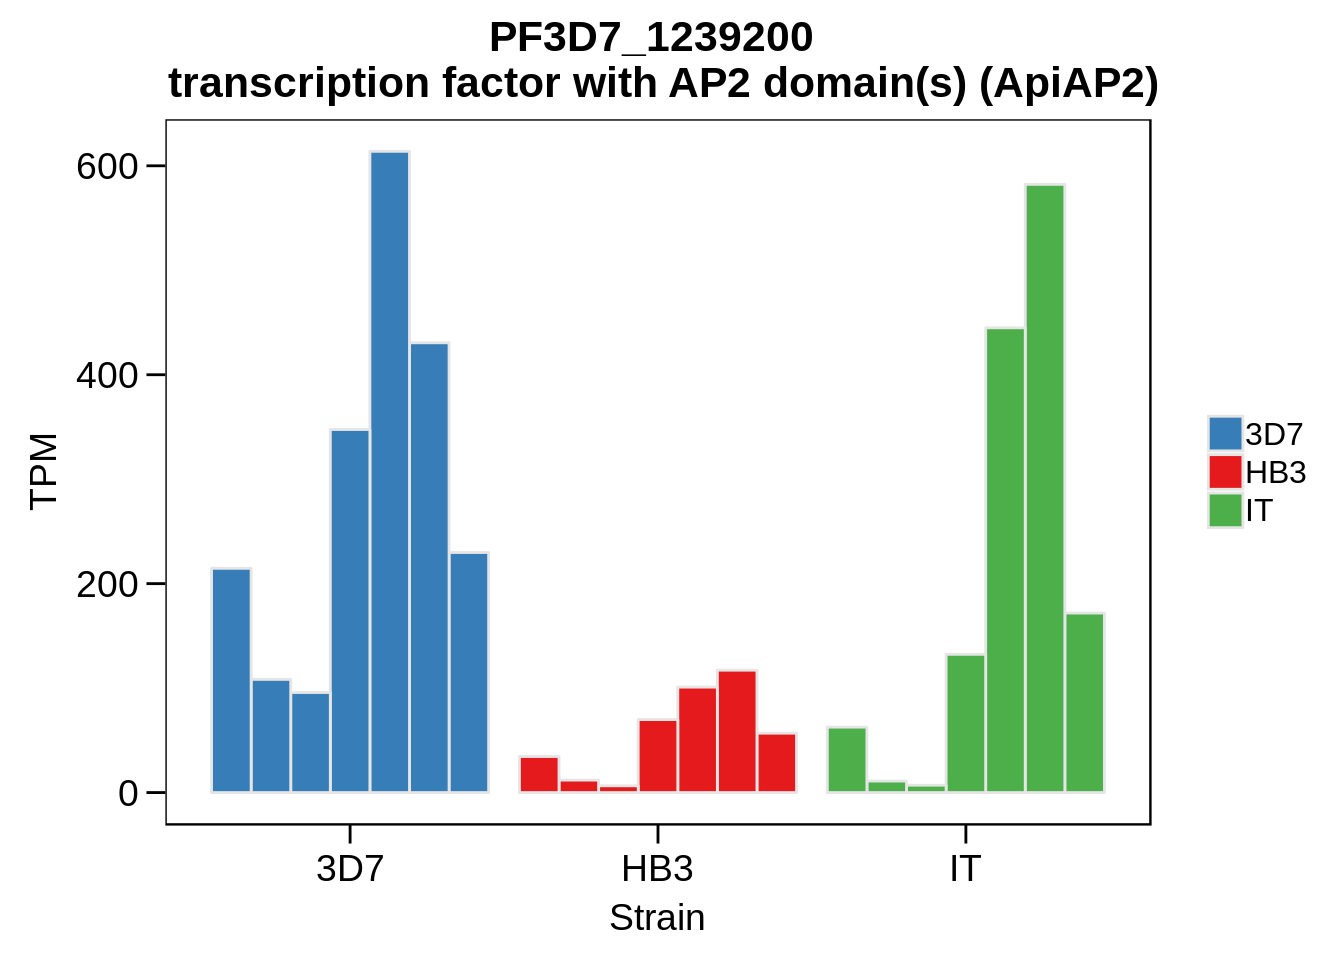 PF3D7_1239200
transcription factor with AP2 domain(s) (ApiAP2)
600
400
200
0
TPM
3D7
HB3
IT
Strain
3D7
HB3
IT